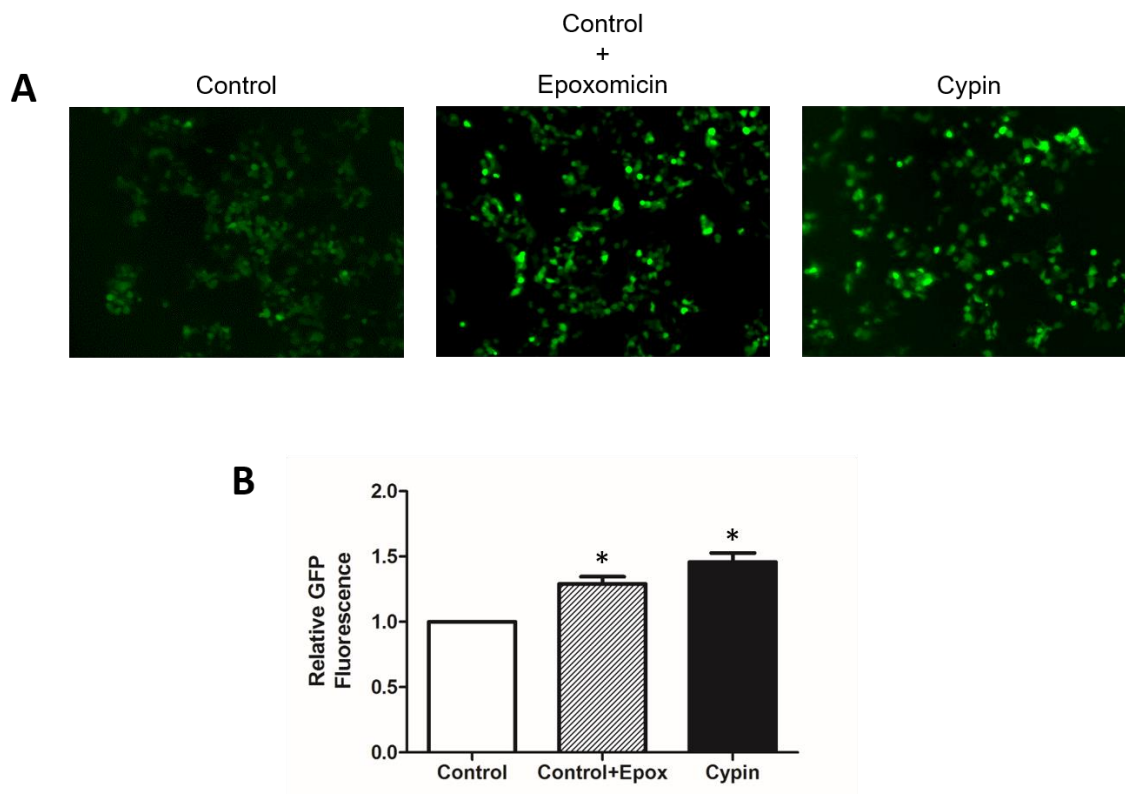 Control
+
Epoxomicin
A
Control
Cypin
B
Relative GFP
Fluorescence
2.0
1.5
1.0
0.5
0.0
*
*
Control
Control+Epox
Cypin